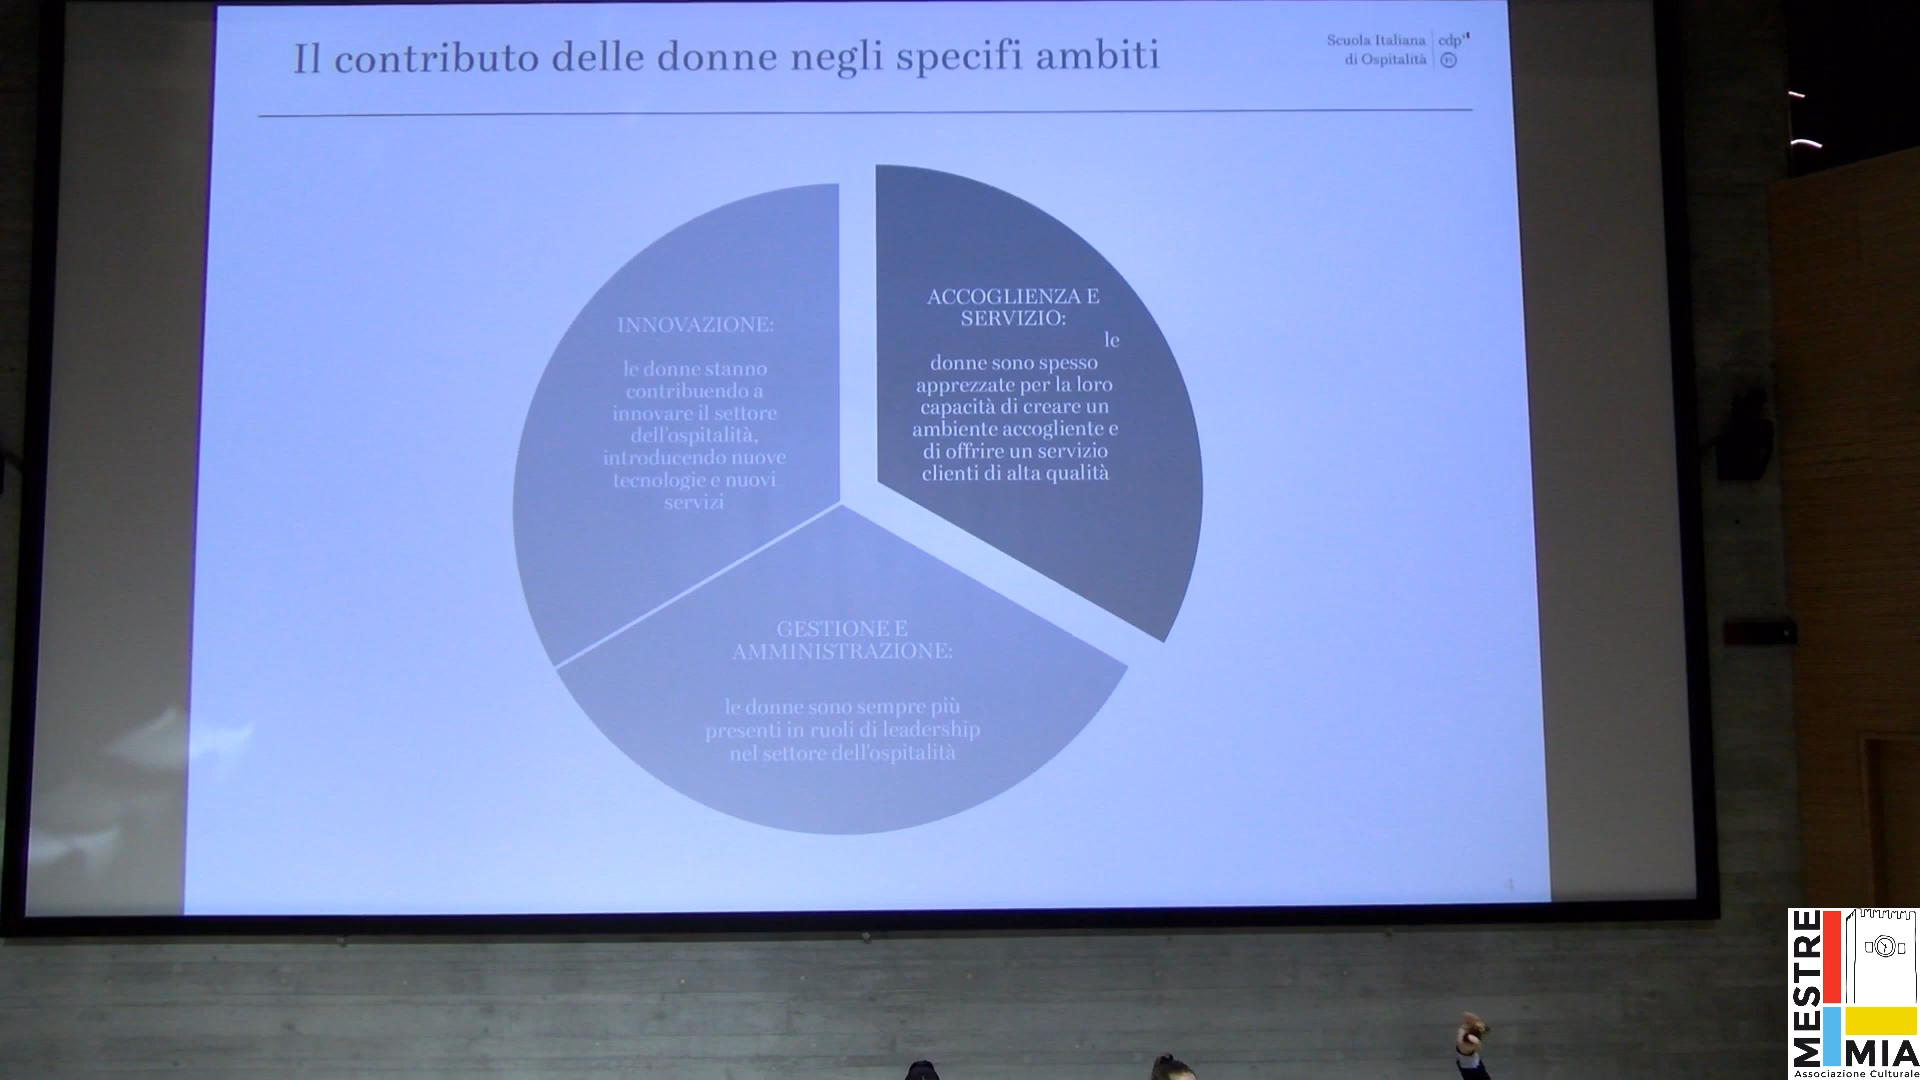 Il contributo delle donne negli specifi ambiti
Scuola Italiana
di Ospitalità
cdp
INNOVAZIONE:
le donne stanno
contribuendo a
innovare il settore
dell'ospitalità,
introducendo nuove
tecnologie e nuovi
servizi
ACCOGLIENZA E
SERVIZIO:
le
donne sono spesso
apprezzate per la loro
capacità di creare un
ambiente accogliente e
di offrire un servizio
clienti di alta qualità
GESTIONE E
AMMINISTRAZIONE:
le donne sono sempre più
presenti in ruoli di leadership
nel settore dell'ospitalità
4
MESTRE
MIA
Associazione Culturale